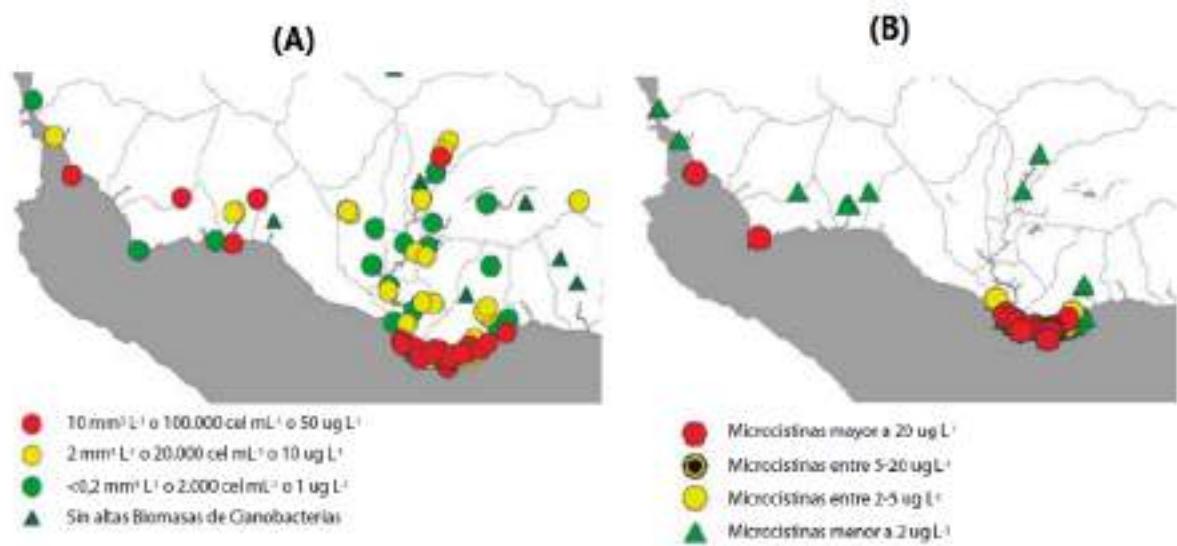 (A)
(B)
10 mm³ L⁻¹ o 100.000 cel mL⁻¹ o 50 ug L⁻¹
2 mm³ L⁻¹ o 20.000 cel mL⁻¹ o 10 ug L⁻¹
<0,2 mm³ L⁻¹ o 2.000 cel mL⁻¹ o 1 ug L⁻¹
Sin altas Biomasas de Cianobacterias
Microcistinas mayor a 20 ug L⁻¹
Microcistinas entre 5-20 ug L⁻¹
Microcistinas entre 2-5 ug L⁻¹
Microcistinas menor a 2 ug L⁻¹